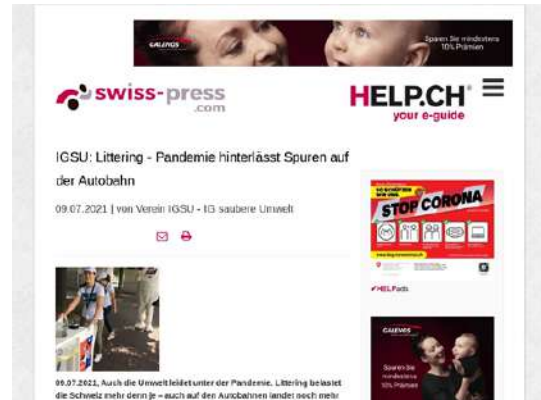 GALENOS
Sparen Sie mindestens
10% Prämien
swiss-press
.com
HELP.CH
your e-guide
IGSU: Littering - Pandemie hinterlässt Spuren auf
der Autobahn
09.07.2021 | von Verein IGSU - IG saubere Umwelt
STOP CORONA
HELPads
GALENOS
Sparen Sie
mindestens
10% Prämien
09.07.2021, Auch die Umwelt leidet unter der Pandemie. Littering belastet
die Schweiz mehr denn je – auch auf den Autobahnen landet noch mehr